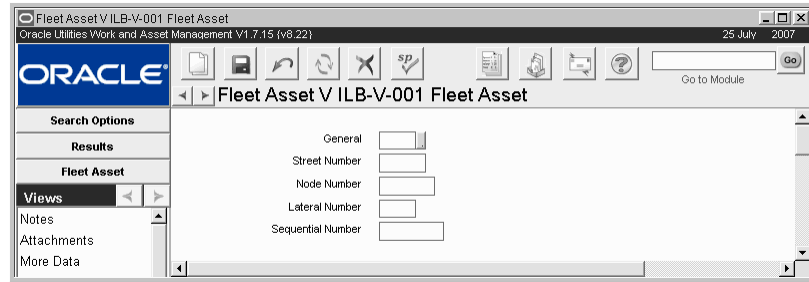 Fleet Asset V ILB-V-001 Fleet Asset
Oracle Utilities Work and Asset Management V1.7.15 (v8.22) 25 July 2007
ORACLE®
sp
Go
Go to Module
Fleet Asset V ILB-V-001 Fleet Asset
Search Options
Results
Fleet Asset
Views
Notes
Attachments
More Data
General
Street Number
Node Number
Lateral Number
Sequential Number